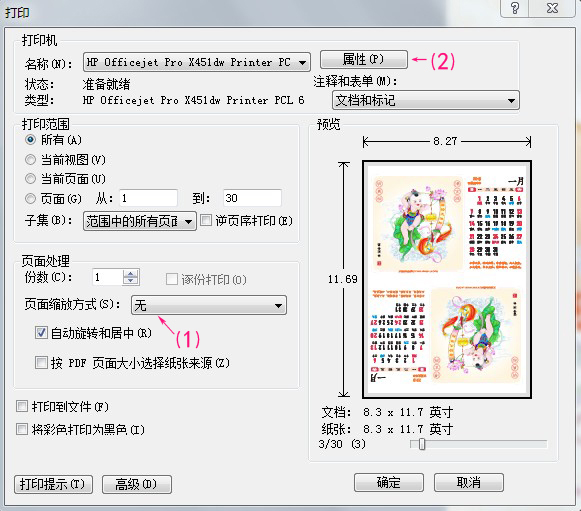 打印
打印机
名称(N): HP Officejet Pro X451dw Printer PC 属性(P) (2)
状态: 准备就绪 注释和表单(M):
类型: HP Officejet Pro X451dw Printer PCL 6 文档和标记
打印范围
所有(A)
当前视图(V)
当前页面(U)
页面(G) 从: 1 到: 30
子集(B): 范围中的所有页面 逆页序打印(E)
页面处理
份数(C): 1 逐份打印(O)
页面缩放方式(S): 无
(1)
自动旋转和居中(R)
按 PDF 页面大小选择纸张来源(Z)
打印到文件(F)
将彩色打印为黑色(I)
预览
8.27
11.69
一月
一月
文档: 8.3 x 11.7 英寸
纸张: 8.3 x 11.7 英寸
3/30 (3)
打印提示(T) 高级(D) 确定 取消